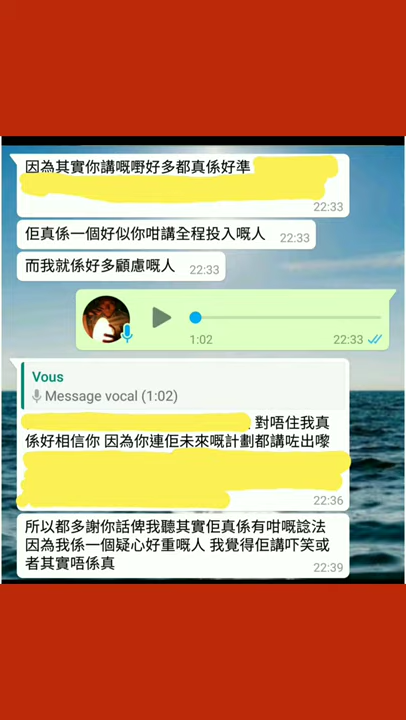 因為其實你講嘅嘢好多都真係好準
22:33
佢真係一個好似你咁講全程投入嘅人 22:33
而我就係好多顧慮嘅人 22:33
1:02 22:33
Vous
Message vocal (1:02)
對唔住我真
係好相信你 因為你連佢未來嘅計劃都講咗出嚟
22:36
所以都多謝你話俾我聽其實佢真係有咁嘅諗法
因為我係一個疑心好重嘅人 我覺得佢講吓笑或
者其實唔係真 22:39